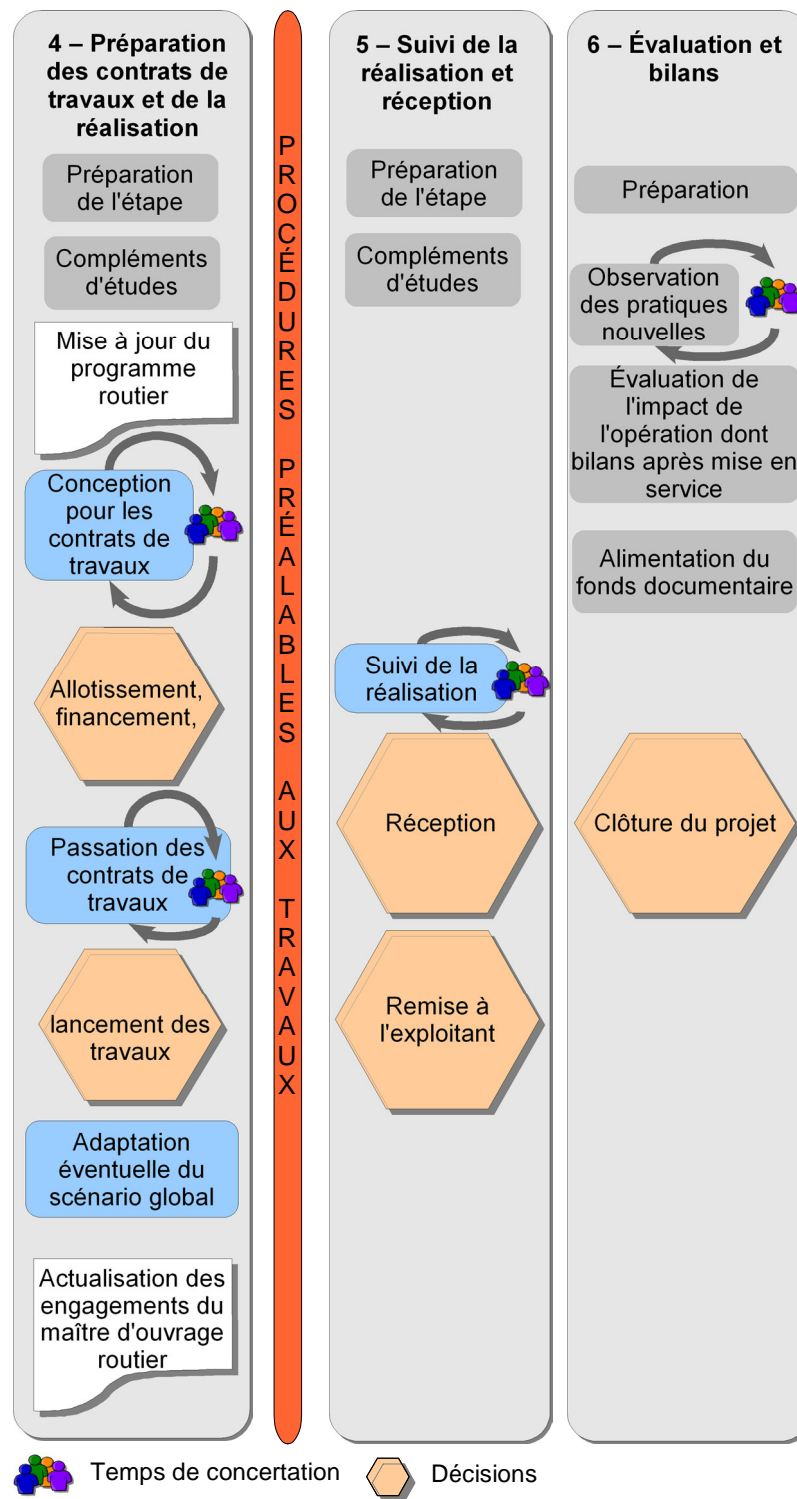 4 – Préparation
des contrats de
travaux et de la
réalisation
Préparation
de l'étape
Compléments
d'études
Mise à jour du
programme
routier
Conception
pour les
contrats de
travaux
Allotissement,
financement,
Passation des
contrats de
travaux
lancement des
travaux
Adaptation
éventuelle du
scénario global
Actualisation des
engagements du
maître d'ouvrage
routier
PROCÉDURES PRÉALABLES AUX TRAVAUX
5 – Suivi de la
réalisation et
réception
Préparation
de l'étape
Compléments
d'études
Suivi de la
réalisation
Réception
Remise à
l'exploitant
6 – Évaluation et
bilans
Préparation
Observation
des pratiques
nouvelles
Évaluation de
l'impact de
l'opération dont
bilans après mise en
service
Alimentation du
fonds documentaire
Clôture du projet
Temps de concertation
Décisions